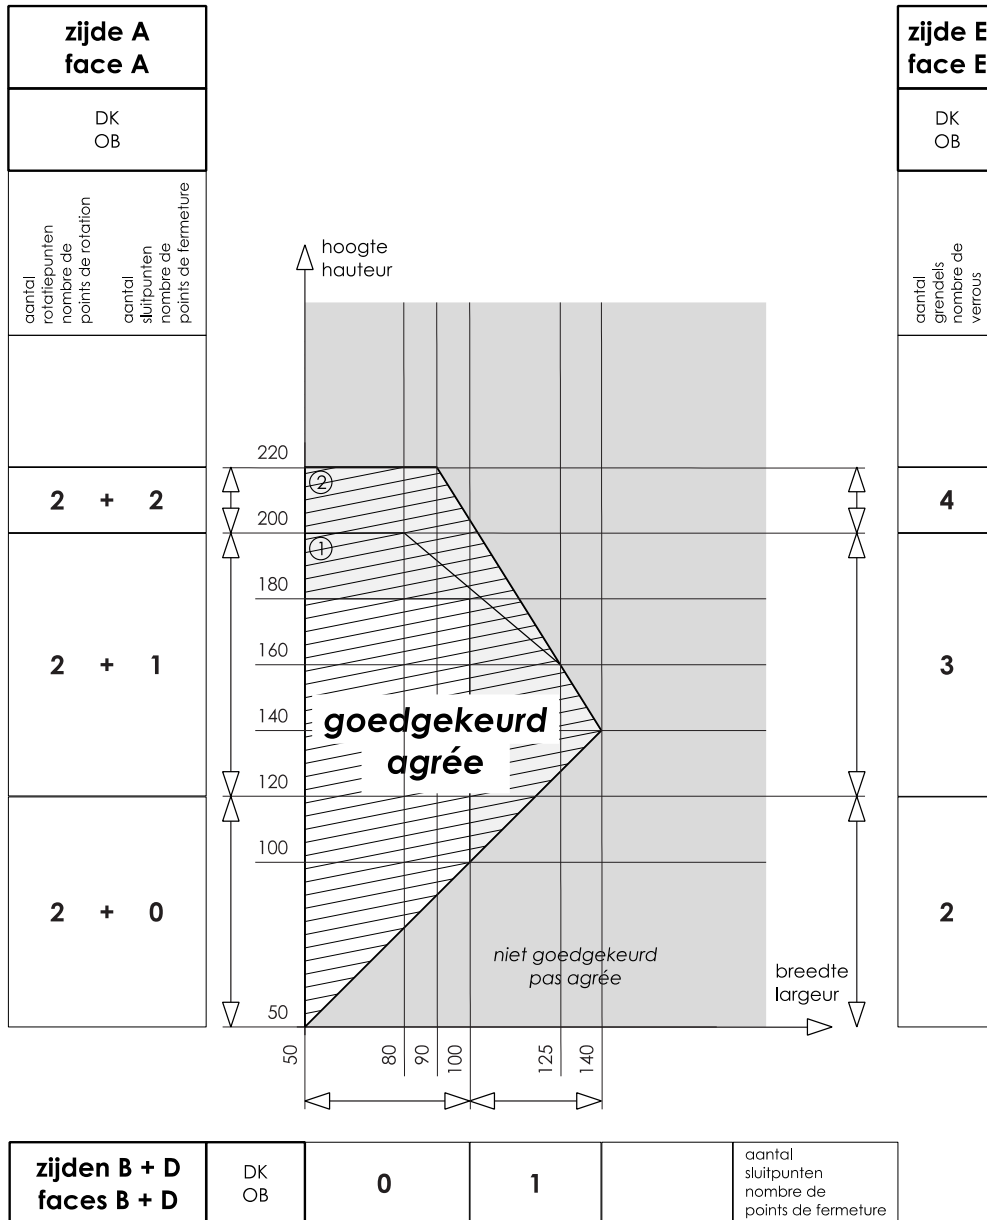 zijde A
face A
DK
OB
aantal
rotatiepunten
nombre de
points de rotation
aantal
sluitpunten
nombre de
points de fermeture
zijde E
face E
DK
OB
aantal
grendels
nombre de
verrous
hoogte
hauteur
220
200
180
160
140
120
100
50
2 + 2
2 + 1
2 + 0
2
1
goedgekeurd
agrée
niet goedgekeurd
pas agrée
breedte
largeur
4
3
2
50
80
90
100
125
140
zijden B + D
faces B + D
DK
OB
0
1
aantal
sluitpunten
nombre de
points de fermeture